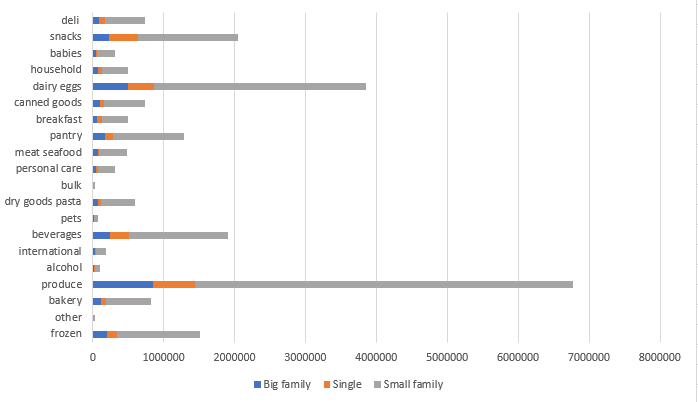 deli
snacks
babies
household
dairy eggs
canned goods
breakfast
pantry
meat seafood
personal care
bulk
dry goods pasta
pets
beverages
international
alcohol
produce
bakery
other
frozen
0 1000000 2000000 3000000 4000000 5000000 6000000 7000000 8000000
Big family Single Small family